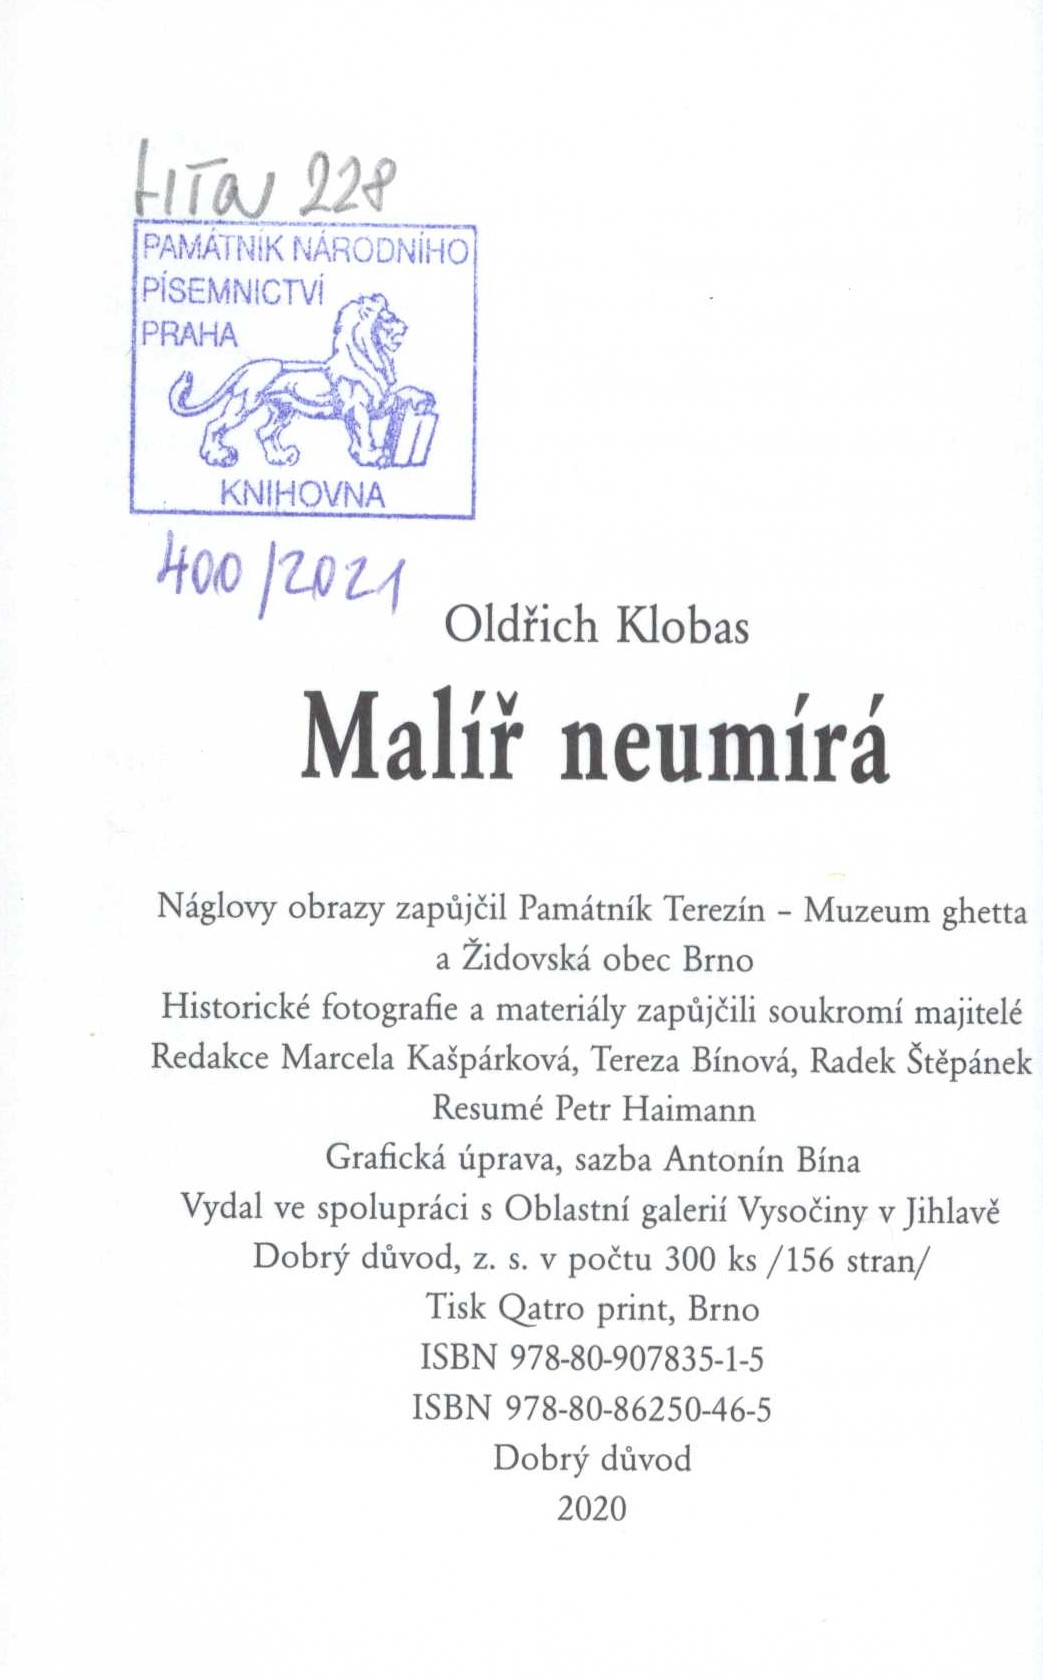 228
PAMÁTNÍK NÁRODNÍHO
PÍSEMNICTVÍ
PRAHA
KNIHOVNA
400/2021
Oldřich Klobas
Malíř neumírá
Náglovy obrazy zapůjčil Památník Terezín – Muzeum ghetta
a Židovská obec Brno
Historické fotografie a materiály zapůjčili soukromí majitelé
Redakce Marcela Kašpárková, Tereza Bínová, Radek Štěpánek
Resumé Petr Haimann
Grafická úprava, sazba Antonín Bína
Vydal ve spolupráci s Oblastní galerií Vysočiny v Jihlavě
Dobrý důvod, z. s. v počtu 300 ks /156 stran/
Tisk Qatro print, Brno
ISBN 978-80-907835-1-5
ISBN 978-80-86250-46-5
Dobrý důvod
2020